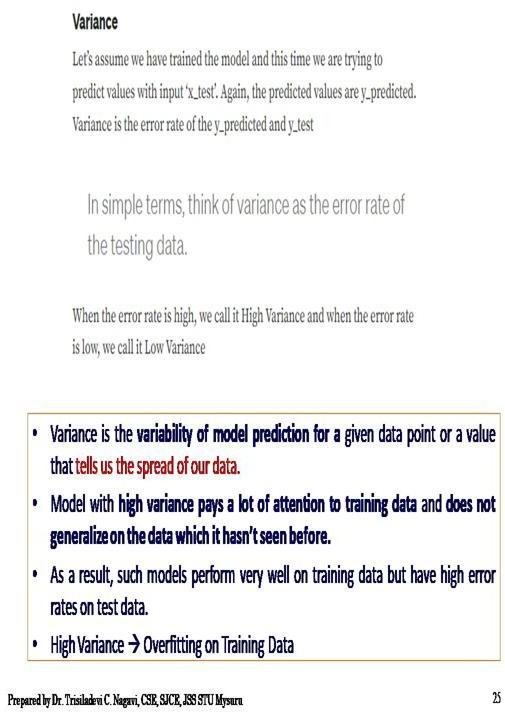 Variance
Let's assume we have trained the model and this time we are trying to
predict values with input ‘x_test’. Again, the predicted values are y_predicted.
Variance is the error rate of the y_predicted and y_test
In simple terms, think of variance as the error rate of
the testing data.
When the error rate is high, we call it High Variance and when the error rate
is low, we call it Low Variance
• Variance is the variability of model prediction for a given data point or a value
that tells us the spread of our data.
• Model with high variance pays a lot of attention to training data and does not
generalize on the data which it hasn't seen before.
• As a result, such models perform very well on training data but have high error
rates on test data.
• High Variance → Overfitting on Training Data
Prepared by Dr. Trisiladevi C. Nagavi, CSE, SJCE, JSS STU Mysuru
25